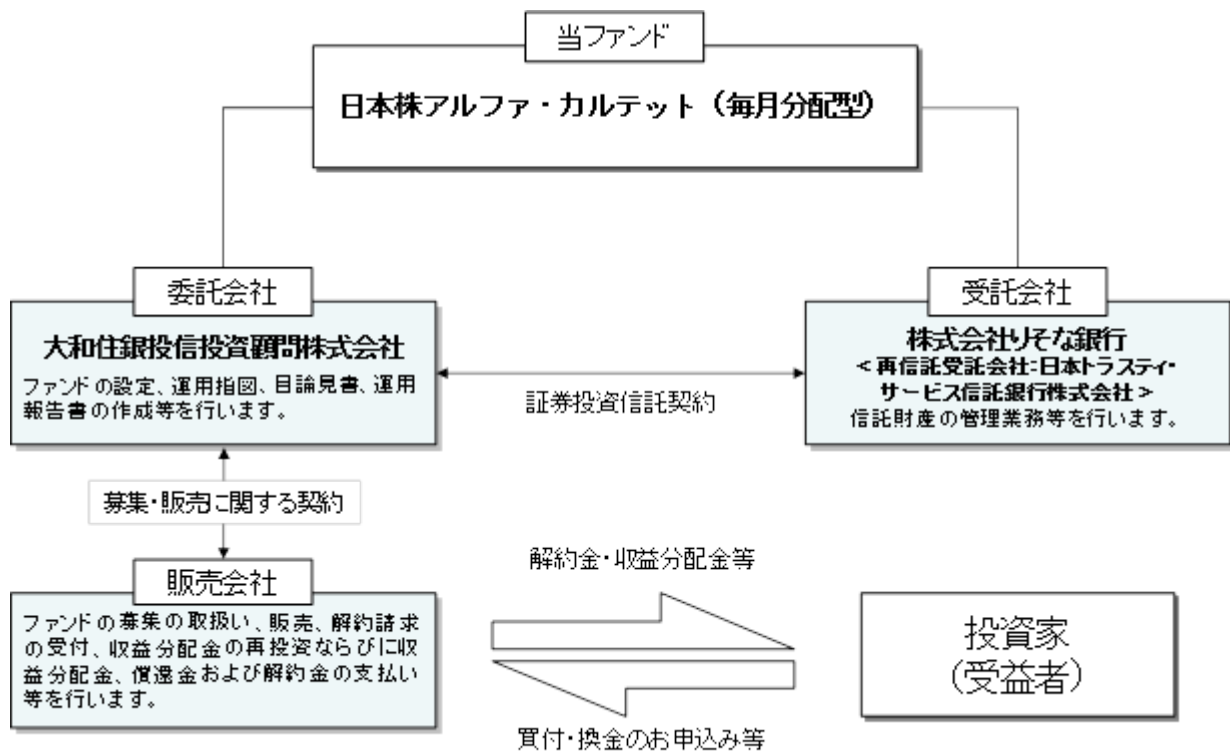 当ファンド
日本株アルファ・カルテット（毎月分配型）
委託会社
大和住銀投信投資顧問株式会社
ファンドの設定、運用指図、目論見書、運用
報告書の作成等を行います。
証券投資信託契約
受託会社
株式会社りそな銀行
＜再信託受託会社：日本トラスティ・
サービス信託銀行株式会社＞
信託財産の管理業務等を行います。
募集・販売に関する契約
販売会社
ファンドの募集の取扱い、販売、解約請求
の受付、収益分配金の再投資ならびに収
益分配金、償還金および解約金の支払い
等を行います。
解約金・収益分配金等
買付・換金のお申込み等
投資家
（受益者）